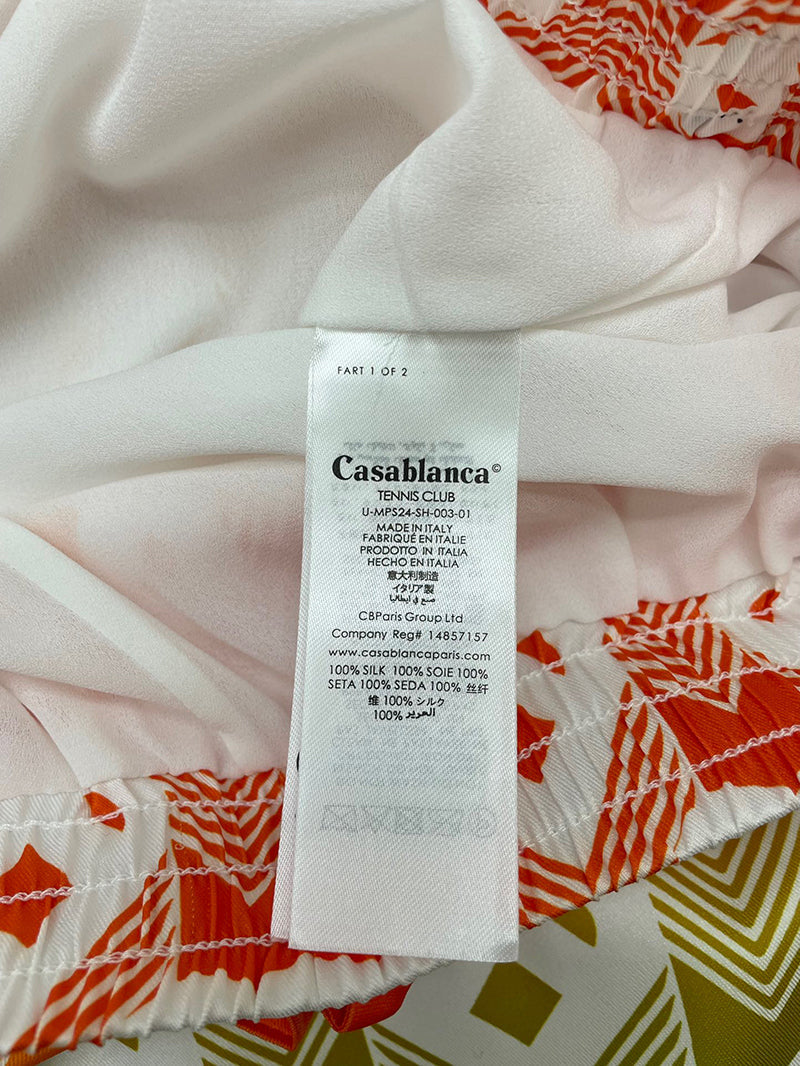 PART 1 OF 2
Casablanca©
TENNIS CLUB
U-MPS24-SH-003-01
MADE IN ITALY
FABRIQUÉ EN ITALIE
PRODOTTO IN ITALIA
HECHO EN ITALIA
意大利制造
イタリア製
صنع في إيطاليا
CBParis Group Ltd
Company Reg# 14857157
www.casablancaparis.com
100% SILK 100% SOIE 100%
SETA 100% SEDA 100% 丝纤
维 100% シルク
100% الحرير